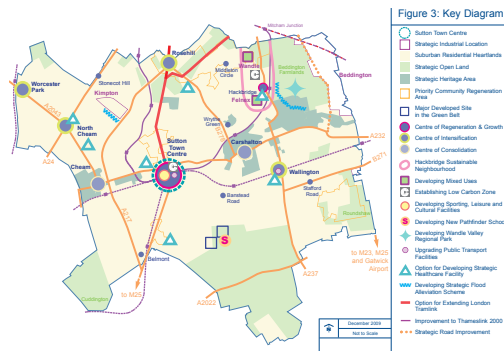 Figure 3: Key Diagram
Sutton Town Centre
Strategic Industrial Location
Suburban Residential Heartlands
Strategic Open Land
Strategic Heritage Area
Priority Community Regeneration
Area
Major Developed Site
in the Green Belt
Centre of Regeneration & Growth
Centre of Intensification
Centre of Consolidation
Hackbridge Sustainable
Neighbourhood
Developing Mixed Uses
Establishing Low Carbon Zone
Developing Sporting, Leisure and
Cultural Facilities
S
Developing New Pathfinder School
Developing Wandle Valley
Regional Park
Upgrading Public Transport
Facilities
Option for Developing Strategic
Healthcare Facility
Developing Strategic Flood
Alleviation Scheme
Option for Extending London
Tramlink
Improvement to Thameslink 2000
Strategic Road Improvement
Mitcham Junction
Rosehill
Wandle
Beddington
Farmlands
Beddington
Middleton
Circle
Stonecot Hill
Worcester
Park
Kimpton
Hackbridge
Felnex
A2043
North
Cheam
Wrythe
Green
A24
Sutton
Town
Centre
Carshalton
A232
B271
Cheam
Wallington
Stafford
Road
Banstead
Road
A217
Roundshaw
S
Belmont
A237
to M23, M25
and Gatwick
Airport
Cuddington
to M25
A2022
December 2009
Not to Scale